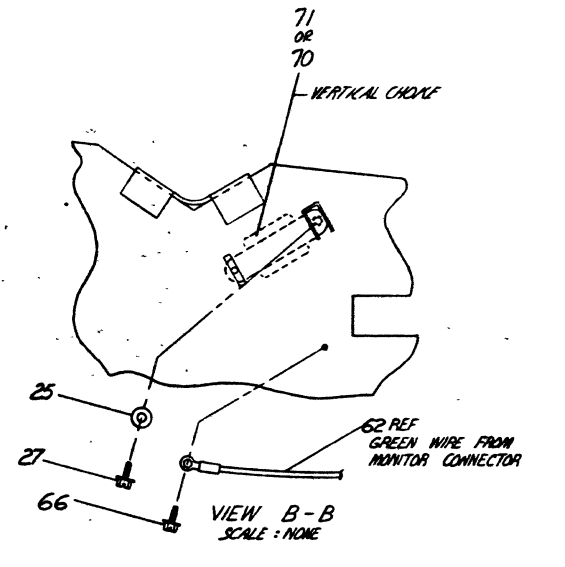 71
OR
70
VERTICAL CHOKE
25
27
66
62 REF
GREEN WIRE FROM
MONITOR CONNECTOR
VIEW B-B
SCALE : NONE